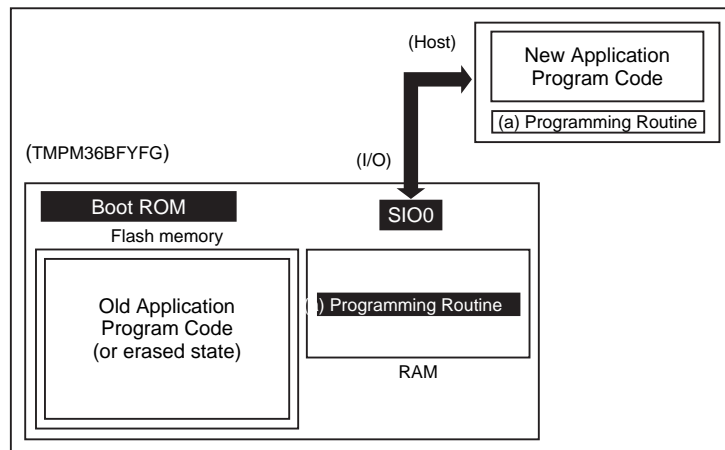 (Host)
New Application
Program Code
(a) Programming Routine
(TMPM36BFYFG)
(I/O)
Boot ROM
SIO0
Flash memory
Old Application
Program Code
(or erased state)
(a) Programming Routine
RAM